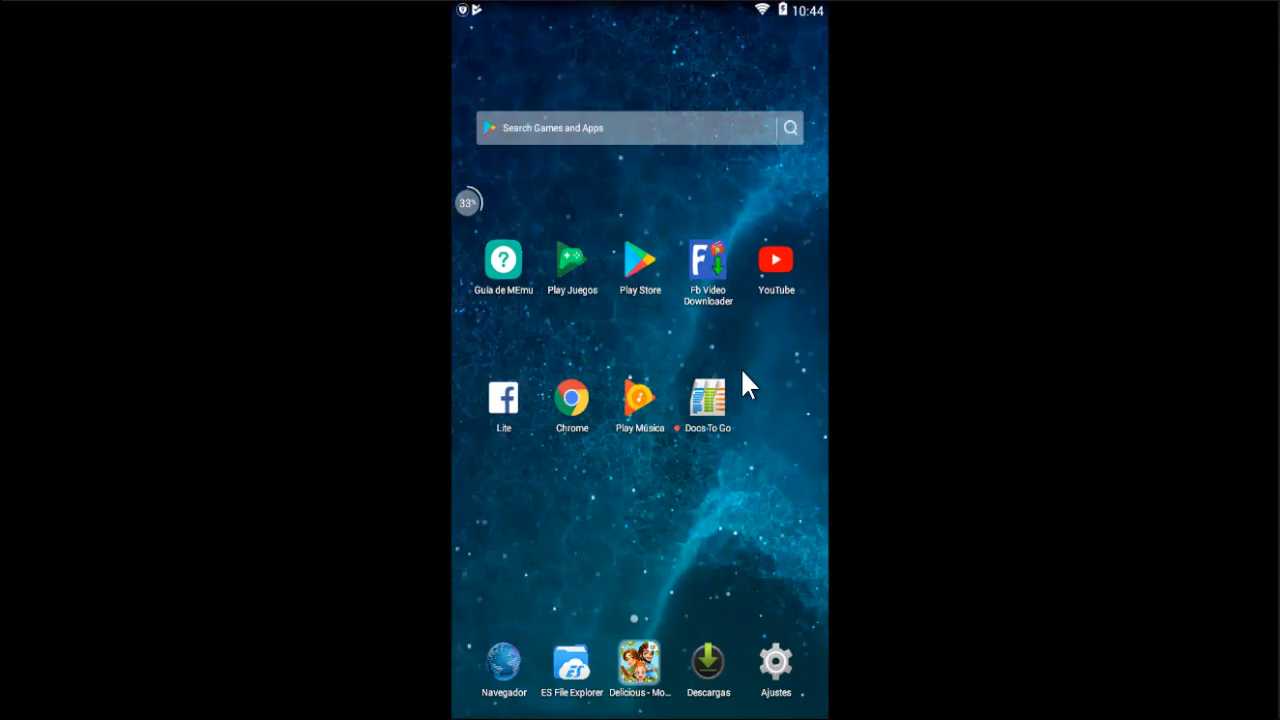 10:44
Search Games and Apps
33%
Guía de MEmu
Play Juegos
Play Store
Fb Video
Downloader
YouTube
Lite
Chrome
Play Música
Docs To Go
Navegador
ES File Explorer
Delicious - Mo...
Descargas
Ajustes